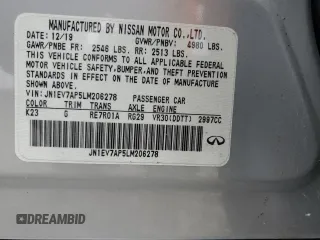 MANUFACTURED BY NISSAN MOTOR CO.,LTD.
DATE: 12/19 GVWR/PNBV: 4980 LBS.
GAWR/PNBE FR: 2546 LBS. RR: 2513 LBS.
THIS VEHICLE CONFORMS TO ALL APPLICABLE FEDERAL
MOTOR VEHICLE SAFETY,BUMPER,AND THEFT PREVENTION
STANDARDS IN EFFECT ON THE DATE OF MANUFACTURE
SHOWN ABOVE.
VIN: JN1EV7AP5LM206278 PASSENGER CAR
COLOR TRIM TRANS AXLE ENGINE
K23 G RE7R01A RG29 VR30(DDTT) 2997CC
JN1EV7AP5LM206278
INFINITI
DREAMBID